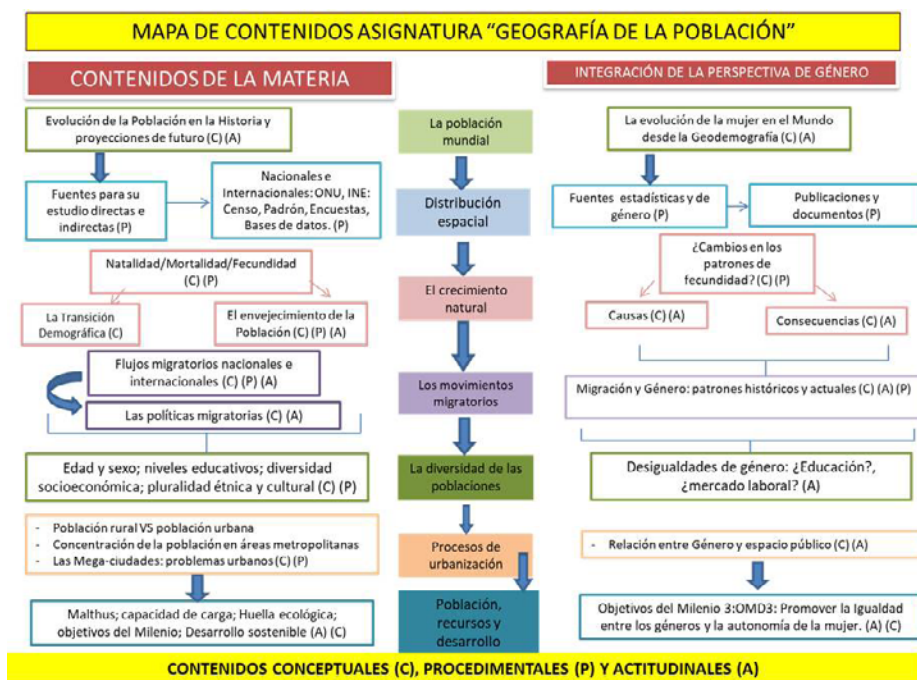 MAPA DE CONTENIDOS ASIGNATURA “GEOGRAFÍA DE LA POBLACIÓN”
CONTENIDOS DE LA MATERIA
Evolución de la Población en la Historia y
proyecciones de futuro (C) (A)
Fuentes para su
estudio directas e
indirectas (P)
Nacionales e
Internacionales: ONU, INE:
Censo, Padrón, Encuestas,
Bases de datos. (P)
Natalidad/Mortalidad/Fecundidad
(C) (P)
La Transición
Demográfica (C)
El envejecimiento de la
Población (C) (P) (A)
Flujos migratorios nacionales e
internacionales (C) (P) (A)
Las políticas migratorias (C) (A)
Edad y sexo; niveles educativos; diversidad
socioeconómica; pluralidad étnica y cultural (C) (P)
- Población rural VS población urbana
- Concentración de la población en áreas metropolitanas
- Las Mega-ciudades: problemas urbanos (C) (P)
Malthus; capacidad de carga; Huella ecológica;
objetivos del Milenio; Desarrollo sostenible (A) (C)
La población
mundial
Distribución
espacial
El crecimiento
natural
Los movimientos
migratorios
La diversidad de las
poblaciones
Procesos de
urbanización
Población,
recursos y
desarrollo
INTEGRACIÓN DE LA PERSPECTIVA DE GÉNERO
La evolución de la mujer en el Mundo
desde la Geodemografía (C) (A)
Fuentes estadísticas y de
género (P)
Publicaciones y
documentos (P)
¿Cambios en los
patrones de
fecundidad? (C) (P)
Causas (C) (A)
Consecuencias (C) (A)
Migración y Género: patrones históricos y actuales (C) (A) (P)
Desigualdades de género: ¿Educación?,
¿mercado laboral? (A)
- Relación entre Género y espacio público (C) (A)
Objetivos del Milenio 3:OMD3: Promover la Igualdad
entre los géneros y la autonomía de la mujer. (A) (C)
CONTENIDOS CONCEPTUALES (C), PROCEDIMENTALES (P) Y ACTITUDINALES (A)